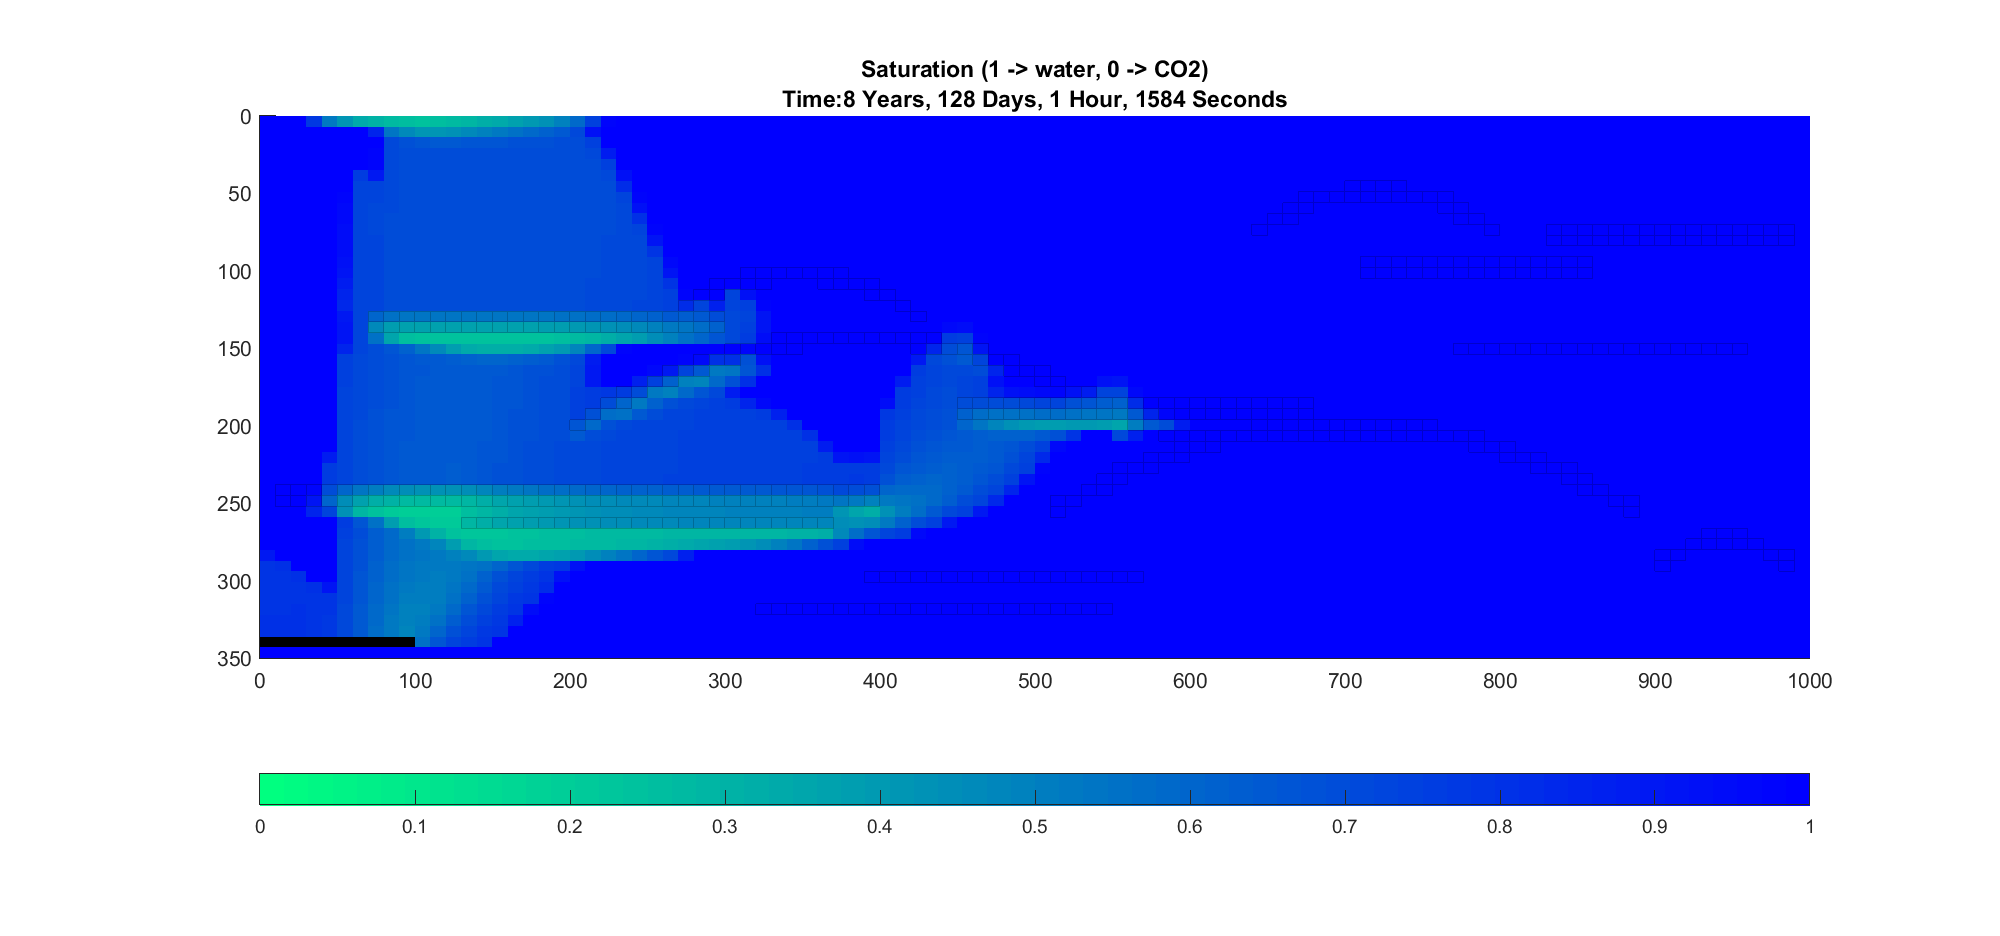 Saturation (1 -> water, 0 -> CO2)
Time:8 Years, 128 Days, 1 Hour, 1584 Seconds
0
50
100
150
200
250
300
350
0 100 200 300 400 500 600 700 800 900 1000
0 0.1 0.2 0.3 0.4 0.5 0.6 0.7 0.8 0.9 1